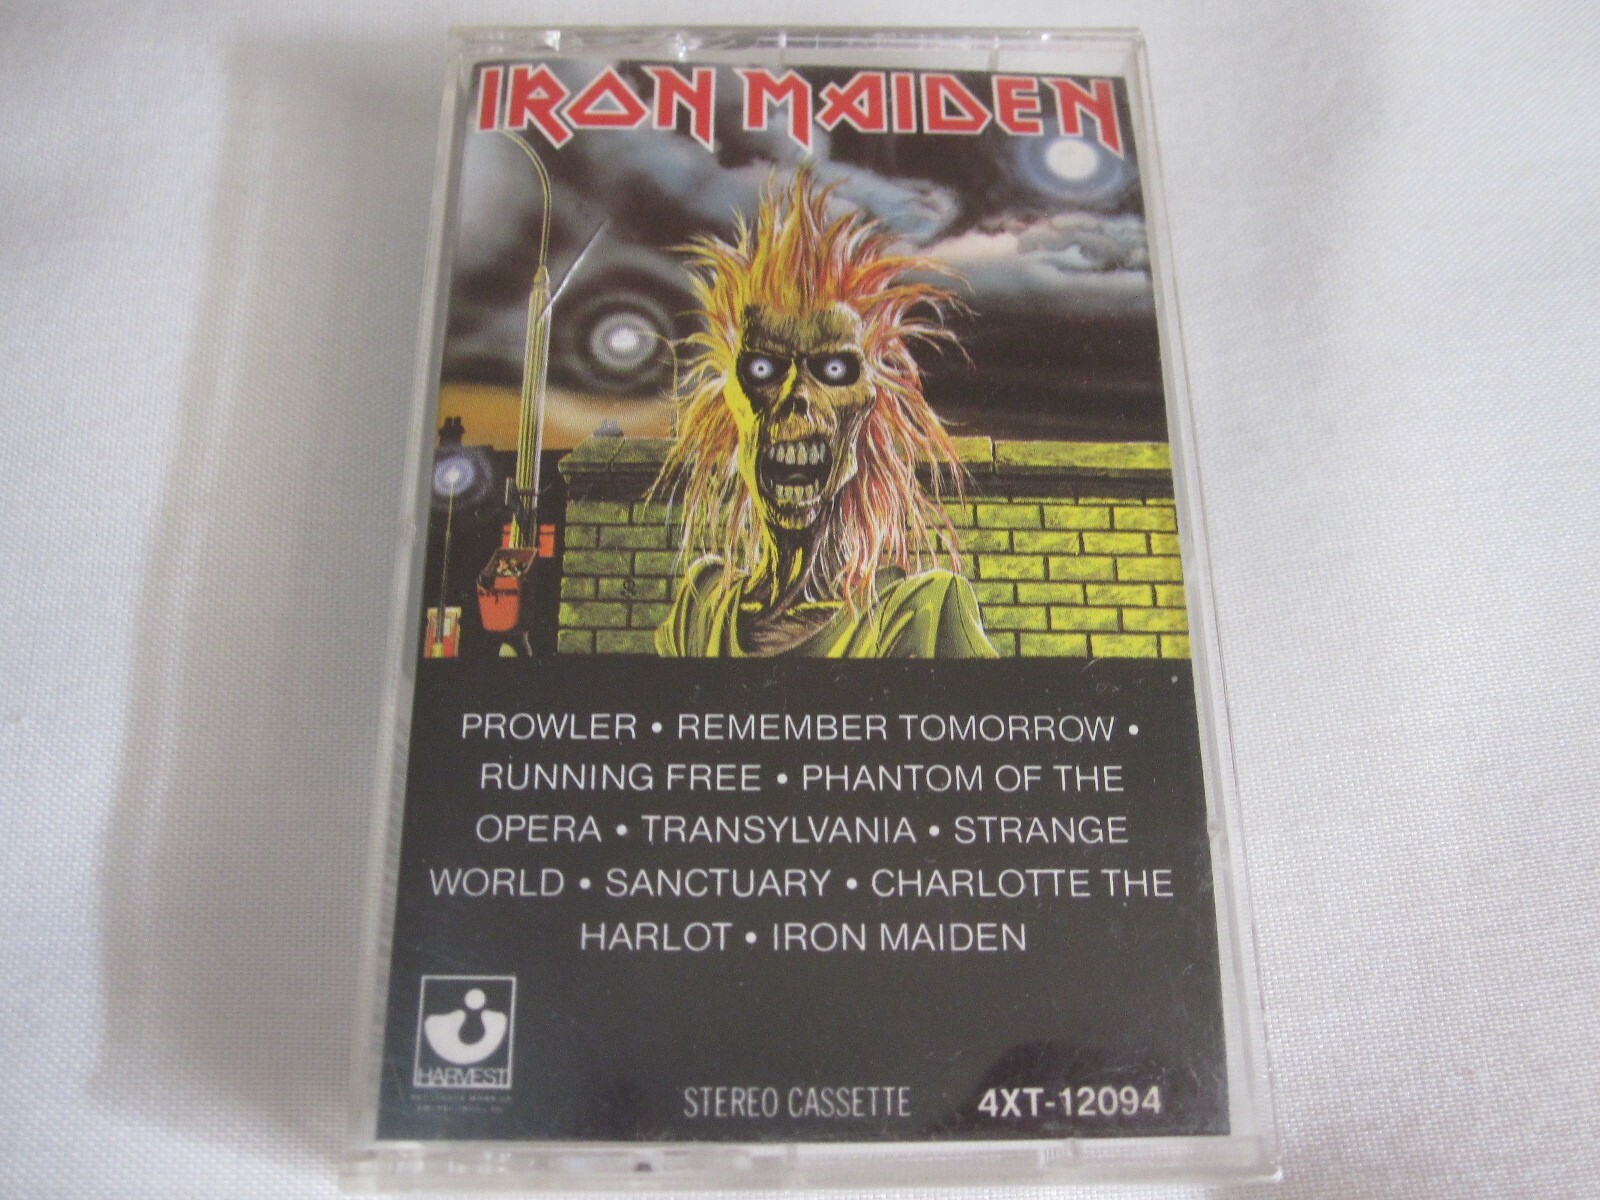 IRON MAIDEN
PROWLER • REMEMBER TOMORROW •
RUNNING FREE • PHANTOM OF THE
OPERA • TRANSYLVANIA • STRANGE
WORLD • SANCTUARY • CHARLOTTE THE
HARLOT • IRON MAIDEN
HARVEST
STEREO CASSETTE 4XT-12094